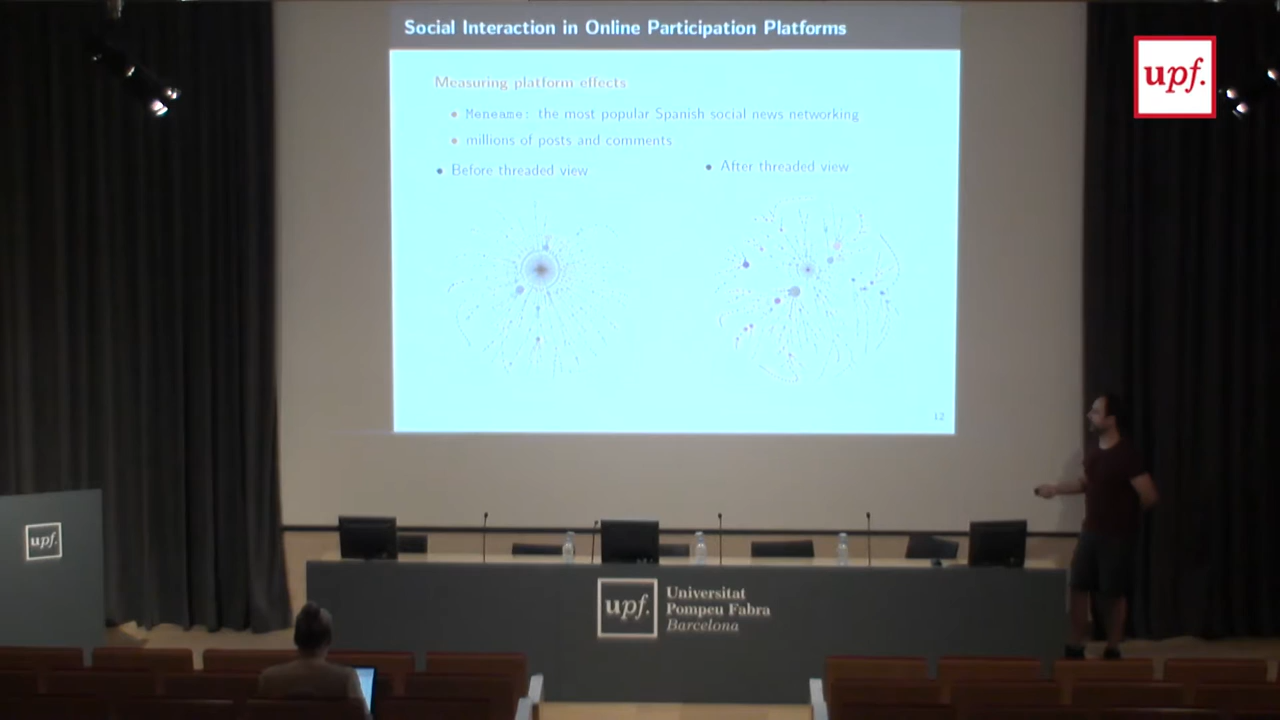 Social Interaction in Online Participation Platforms
upf.
Measuring platform effects
Meneame: the most popular Spanish social news networking
millions of posts and comments
Before threaded view
After threaded view
12
upf.
upf.
Universitat
Pompeu Fabra
Barcelona